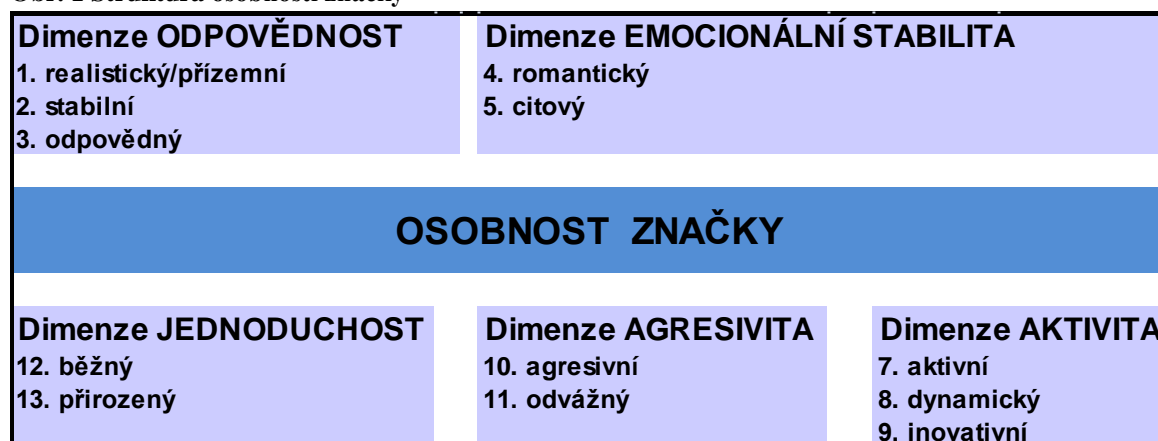 Dimenze ODPOVĚDNOST
1. realistický/přízemní
2. stabilní
3. odpovědný
Dimenze EMOCIONÁLNÍ STABILITA
4. romantický
5. citový
OSOBNOST ZNAČKY
Dimenze JEDNODUCHOST
12. běžný
13. přirozený
Dimenze AGRESIVITA
10. agresivní
11. odvážný
Dimenze AKTIVITA
7. aktivní
8. dynamický
9. inovativní